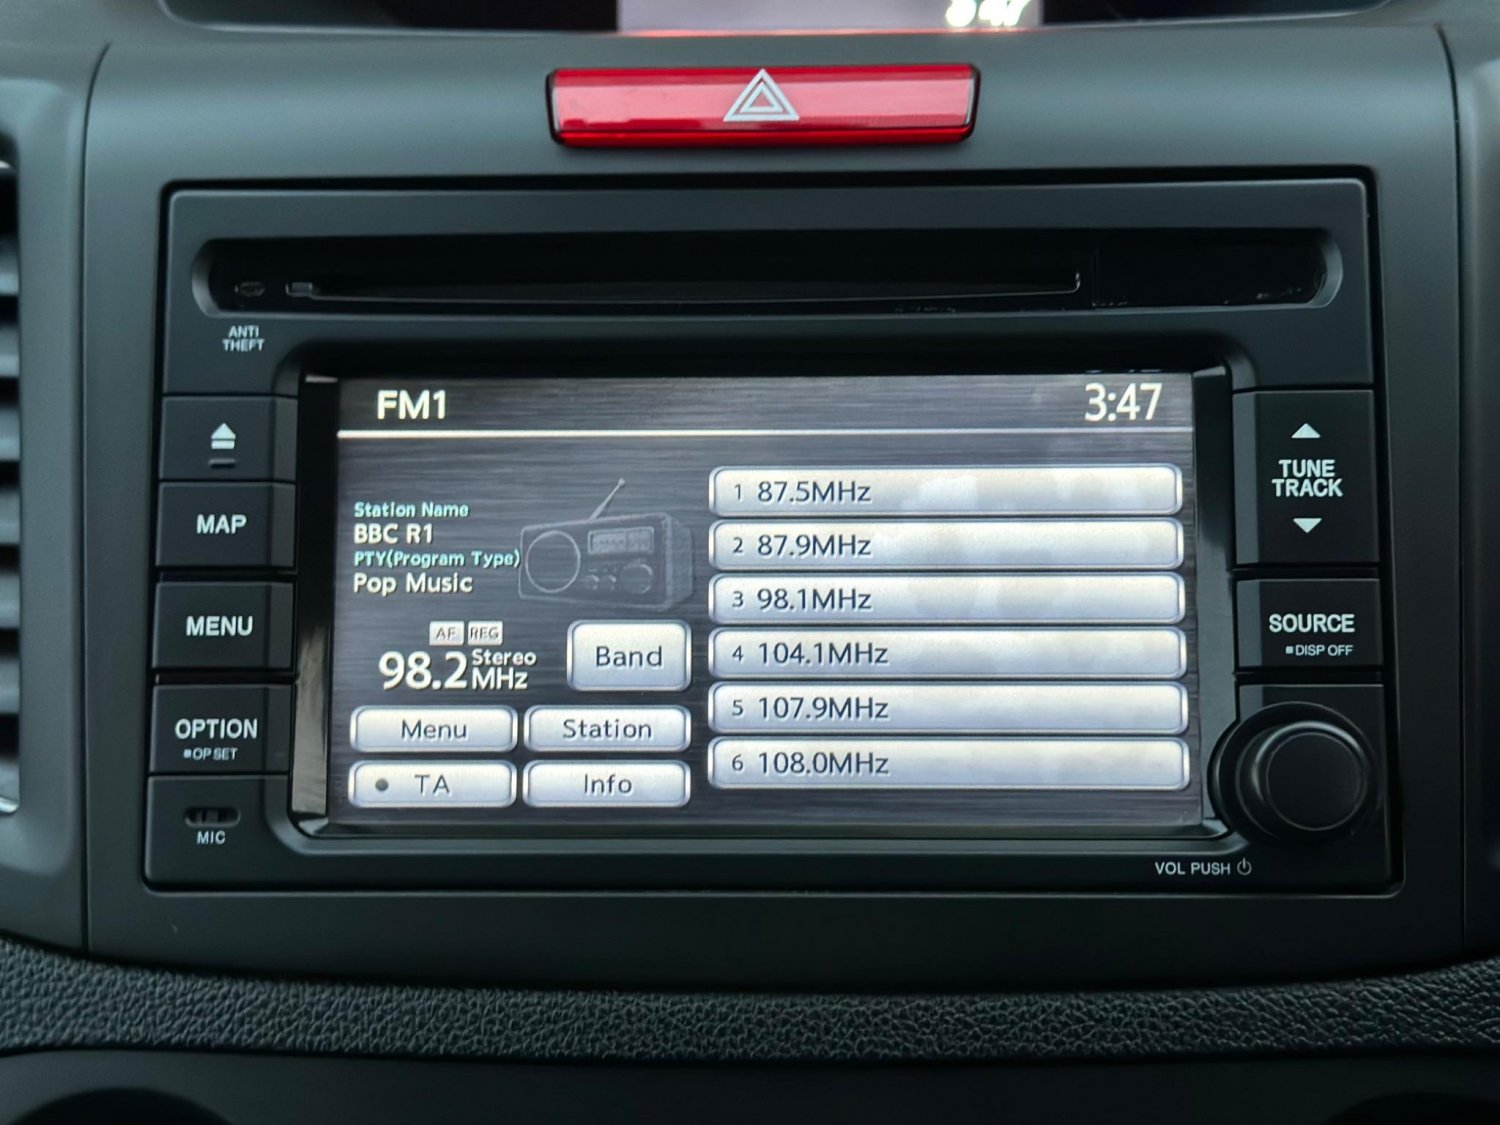 ANTI
THEFT
FM1
3:47
MAP
MENU
OPTION
OP SET
MIC
Station Name
BBC R1
PTY(Program Type)
Pop Music
AF REG
98.2 Stereo
MHz
Band
Menu
Station
TA
Info
1 87.5MHz
2 87.9MHz
3 98.1MHz
4 104.1MHz
5 107.9MHz
6 108.0MHz
TUNE
TRACK
SOURCE
DISP OFF
VOL PUSH